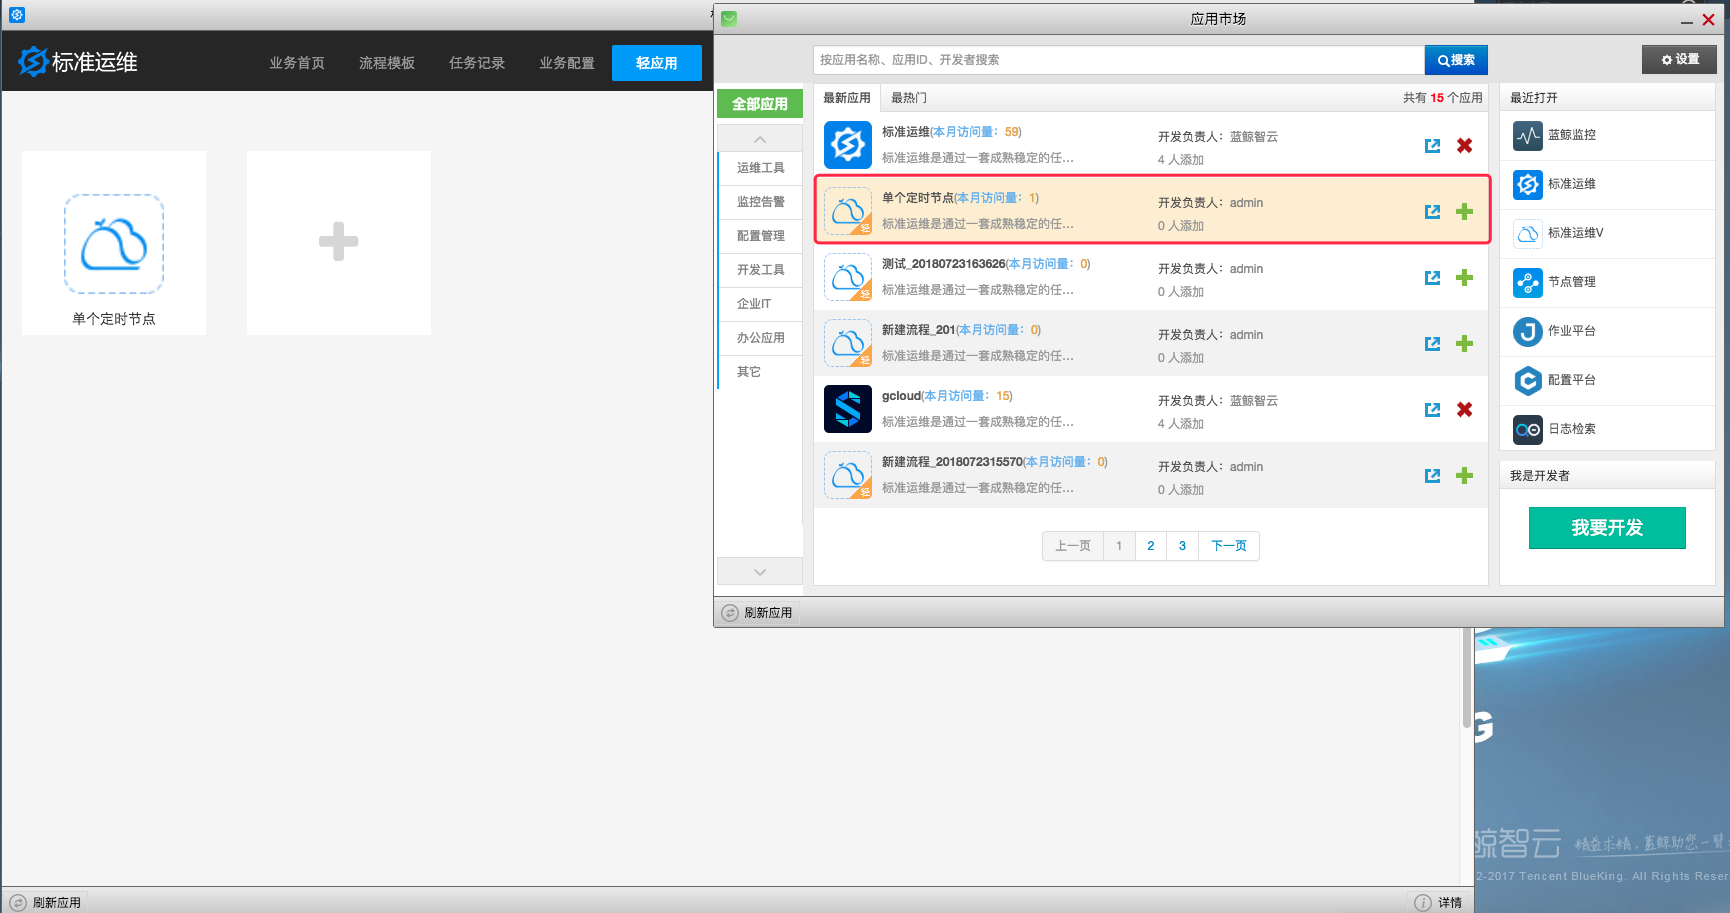 标准运维
业务首页
流程模板
任务记录
业务配置
轻应用
单个定时节点
刷新应用
详情
应用市场
按应用名称、应用ID、开发者搜索
搜索
设置
全部应用
运维工具
监控告警
配置管理
开发工具
企业IT
办公应用
其它
最新应用
最热门
共有 15 个应用
标准运维(本月访问量：59)
标准运维是通过一套成熟稳定的任...
开发负责人：蓝鲸智云
4 人添加
轻
单个定时节点(本月访问量：1)
标准运维是通过一套成熟稳定的任...
开发负责人：admin
0 人添加
轻
测试_20180723163626(本月访问量：0)
标准运维是通过一套成熟稳定的任...
开发负责人：admin
0 人添加
轻
新建流程_201(本月访问量：0)
标准运维是通过一套成熟稳定的任...
开发负责人：admin
0 人添加
gcloud(本月访问量：15)
标准运维是通过一套成熟稳定的任...
开发负责人：蓝鲸智云
4 人添加
轻
新建流程_2018072315570(本月访问量：0)
标准运维是通过一套成熟稳定的任...
开发负责人：admin
0 人添加
上一页 1 2 3 下一页
刷新应用
最近打开
蓝鲸监控
标准运维
标准运维V
节点管理
作业平台
配置平台
日志检索
我是开发者
我要开发
G
鲸智云
精益求精，蓝鲸助您一臂
2-2017 Tencent BlueKing. All Rights Reser